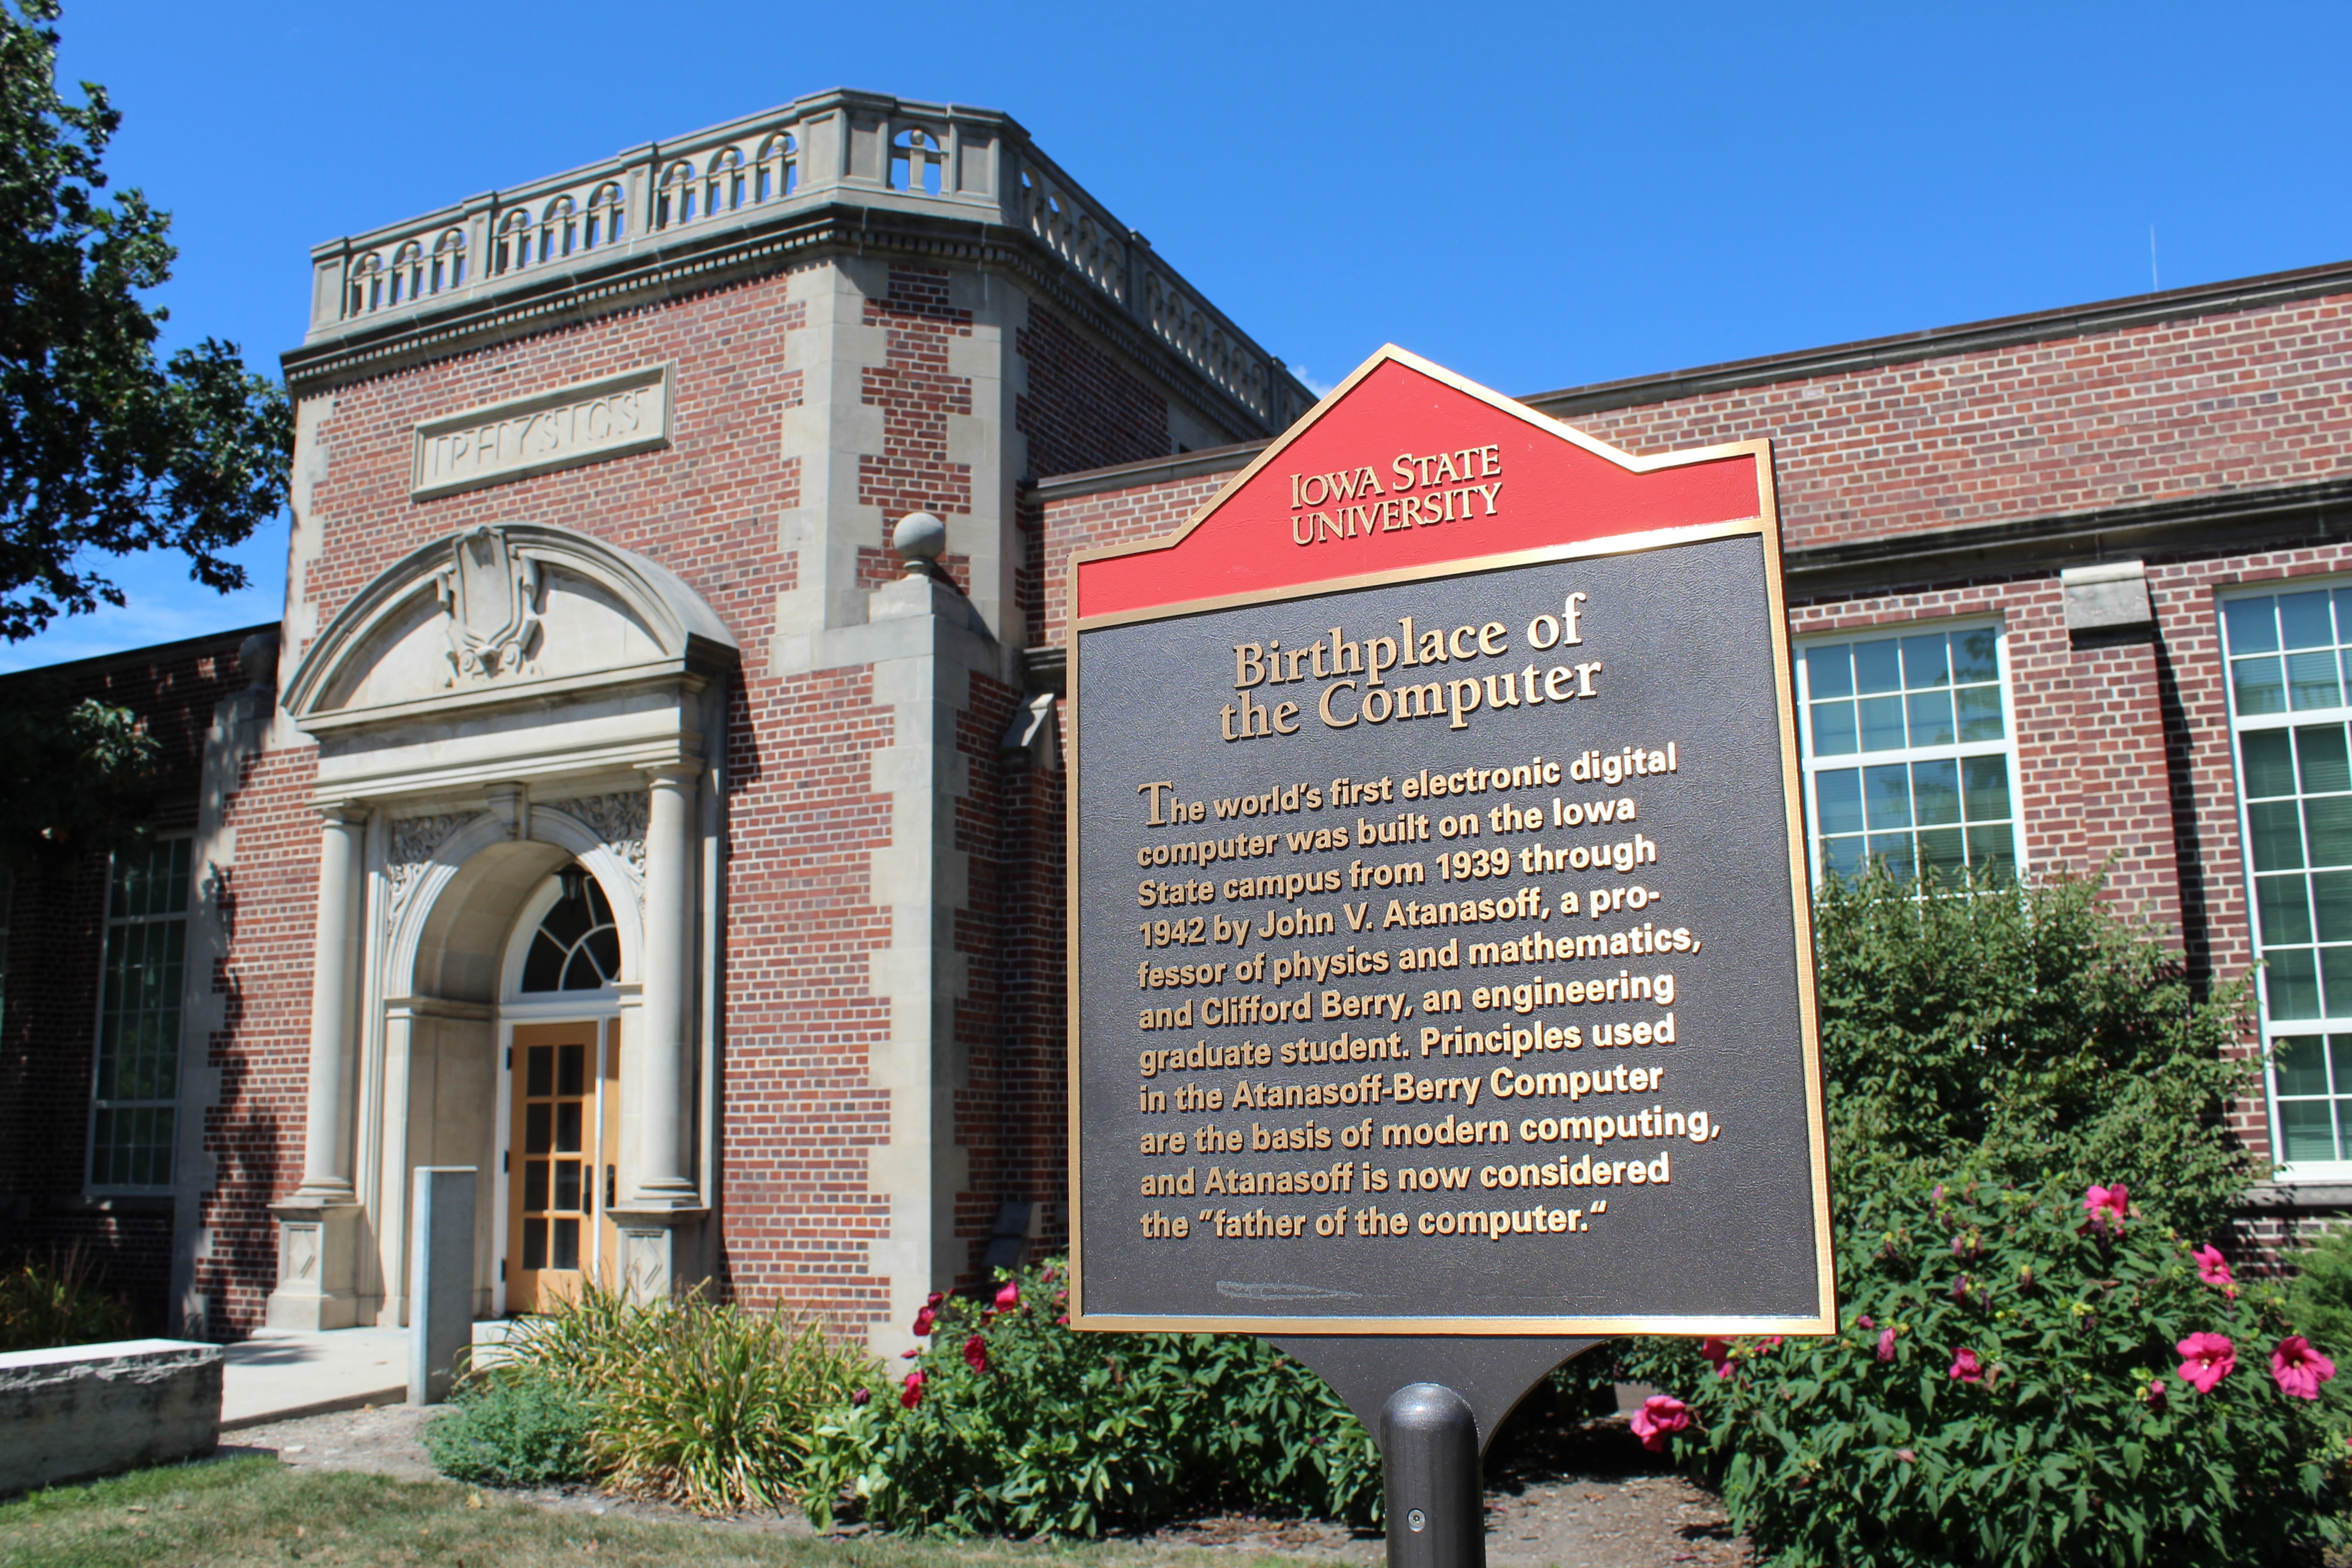 PHYSICS
IOWA STATE
UNIVERSITY
Birthplace of
the Computer
The world's first electronic digital
computer was built on the Iowa
State campus from 1939 through
1942 by John V. Atanasoff, a pro-
fessor of physics and mathematics,
and Clifford Berry, an engineering
graduate student. Principles used
in the Atanasoff-Berry Computer
are the basis of modern computing,
and Atanasoff is now considered
the "father of the computer."